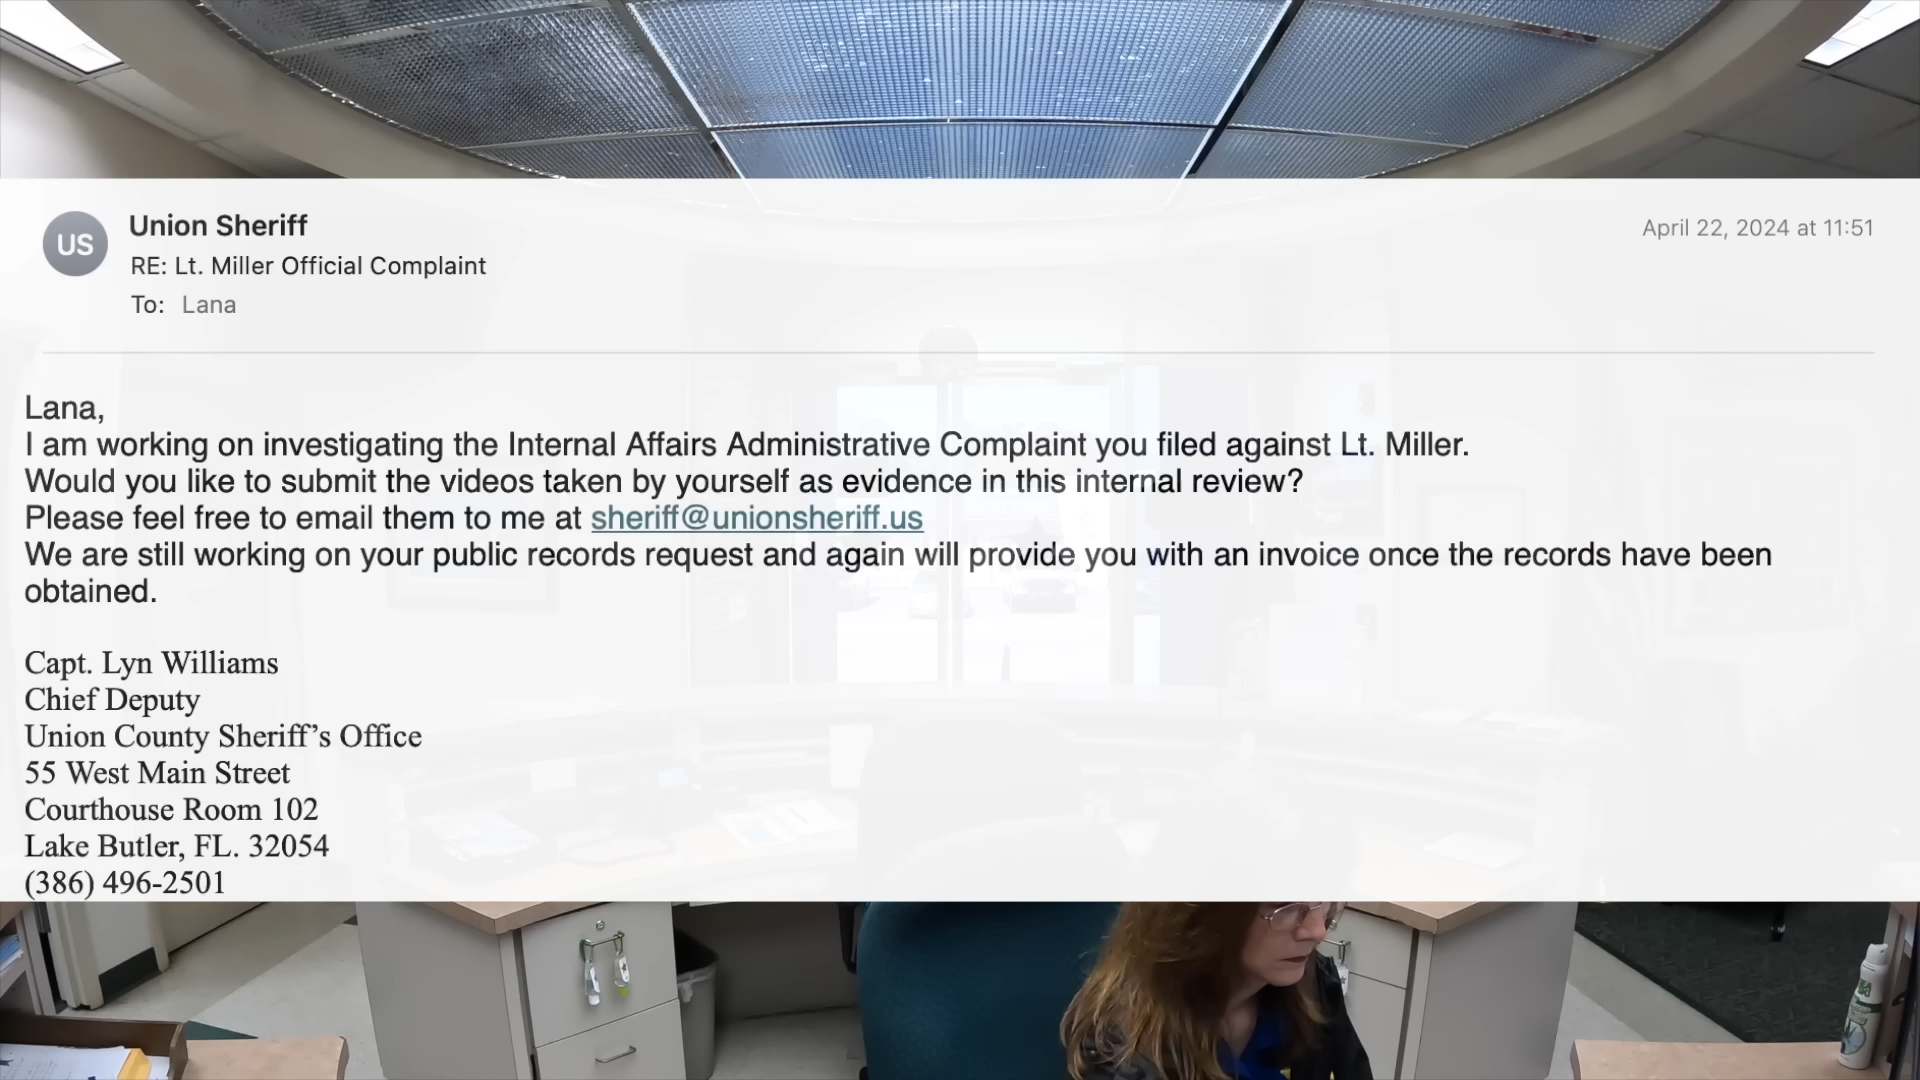 US
Union Sheriff
April 22, 2024 at 11:51
RE: Lt. Miller Official Complaint
To: Lana
Lana,
I am working on investigating the Internal Affairs Administrative Complaint you filed against Lt. Miller.
Would you like to submit the videos taken by yourself as evidence in this internal review?
Please feel free to email them to me at sheriff@unionsheriff.us
We are still working on your public records request and again will provide you with an invoice once the records have been
obtained.
Capt. Lyn Williams
Chief Deputy
Union County Sheriff’s Office
55 West Main Street
Courthouse Room 102
Lake Butler, FL. 32054
(386) 496-2501